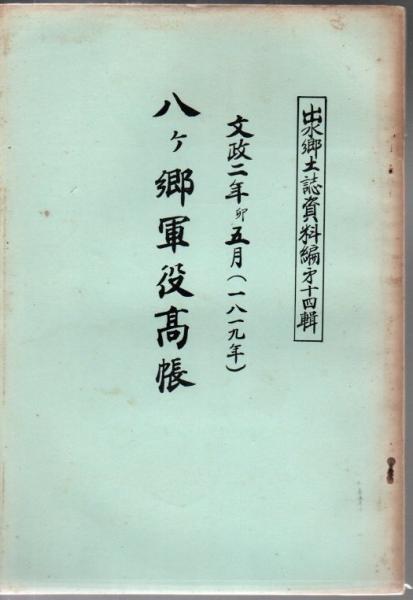 出水郷土誌資料編第十四輯
文政二年卯五月(一八一九年)
八ヶ郷軍役高帳